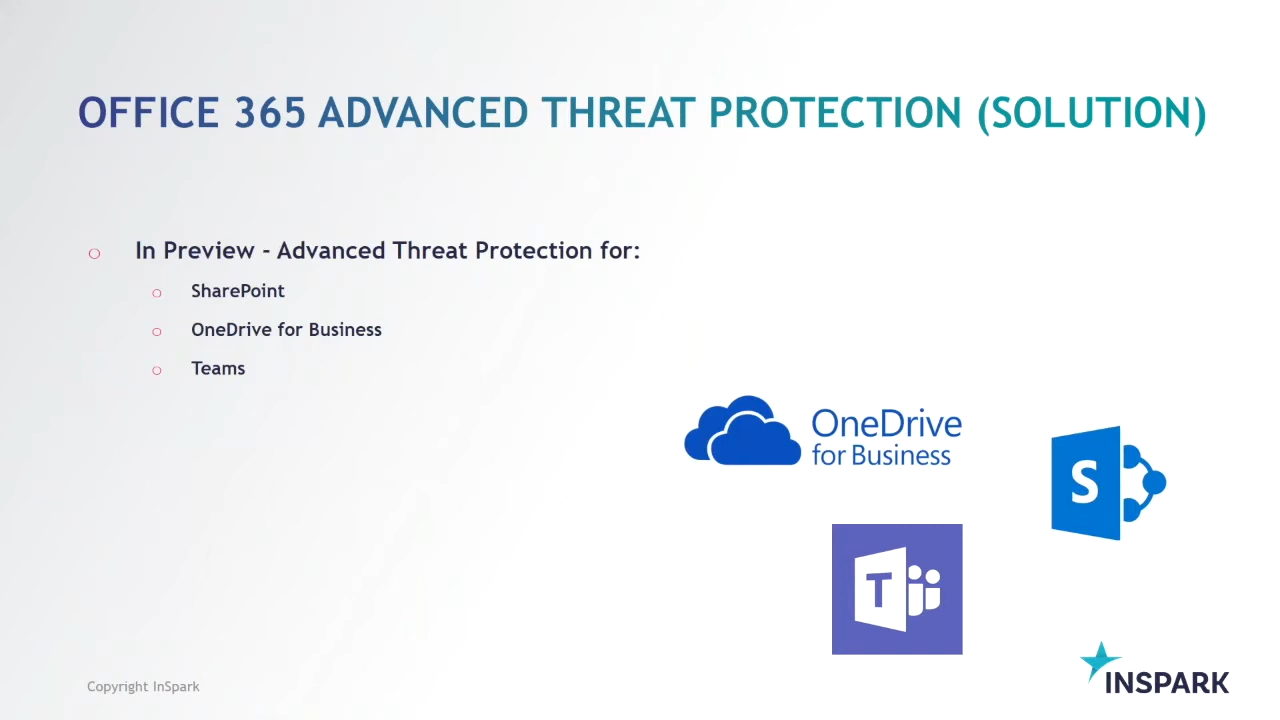 OFFICE 365 ADVANCED THREAT PROTECTION (SOLUTION)
In Preview - Advanced Threat Protection for:
SharePoint
OneDrive for Business
Teams
OneDrive
for Business
S
T
Copyright InSpark
INSPARK